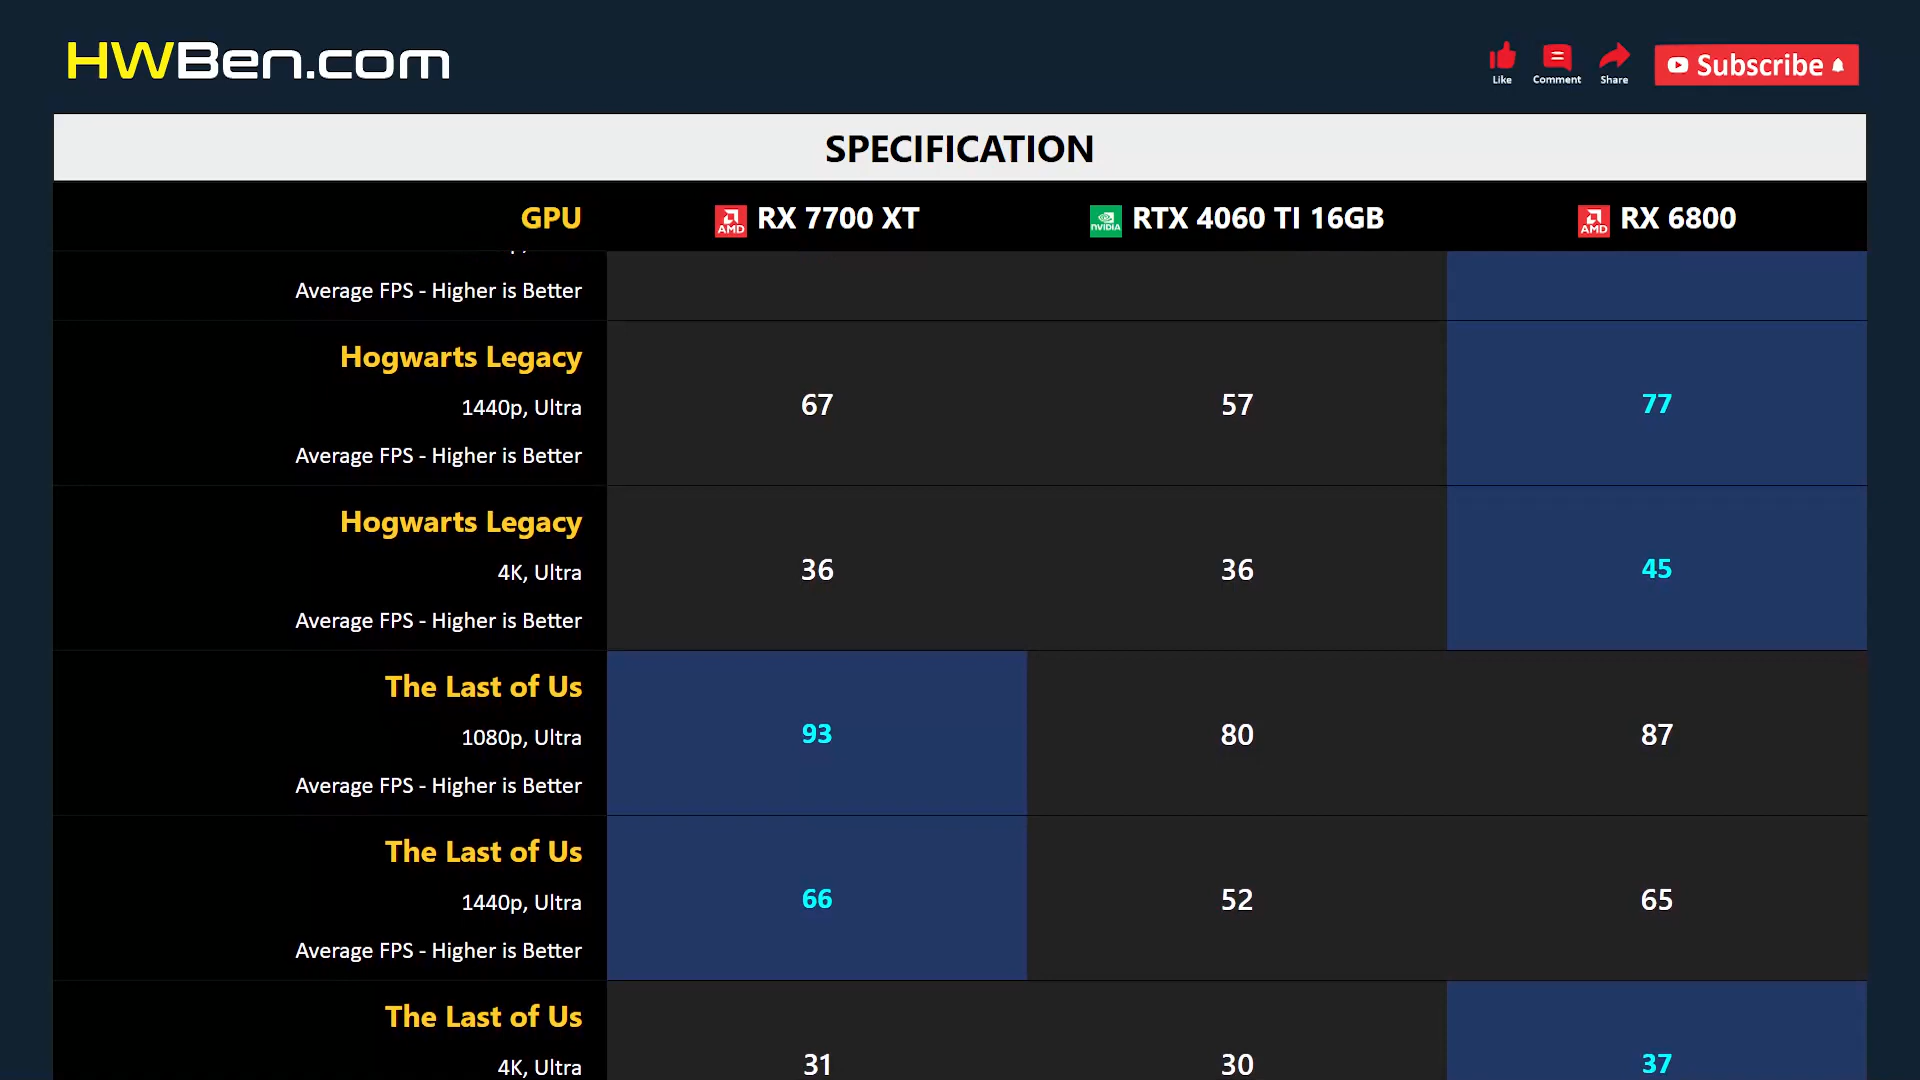 HWBen.com
Like
Comment
Share
Subscribe
SPECIFICATION
GPU
AMD RX 7700 XT
NVIDIA RTX 4060 TI 16GB
AMD RX 6800
Average FPS - Higher is Better
Hogwarts Legacy
1440p, Ultra
Average FPS - Higher is Better
67
57
77
Hogwarts Legacy
4K, Ultra
Average FPS - Higher is Better
36
36
45
The Last of Us
1080p, Ultra
Average FPS - Higher is Better
93
80
87
The Last of Us
1440p, Ultra
Average FPS - Higher is Better
66
52
65
The Last of Us
4K, Ultra
31
30
37